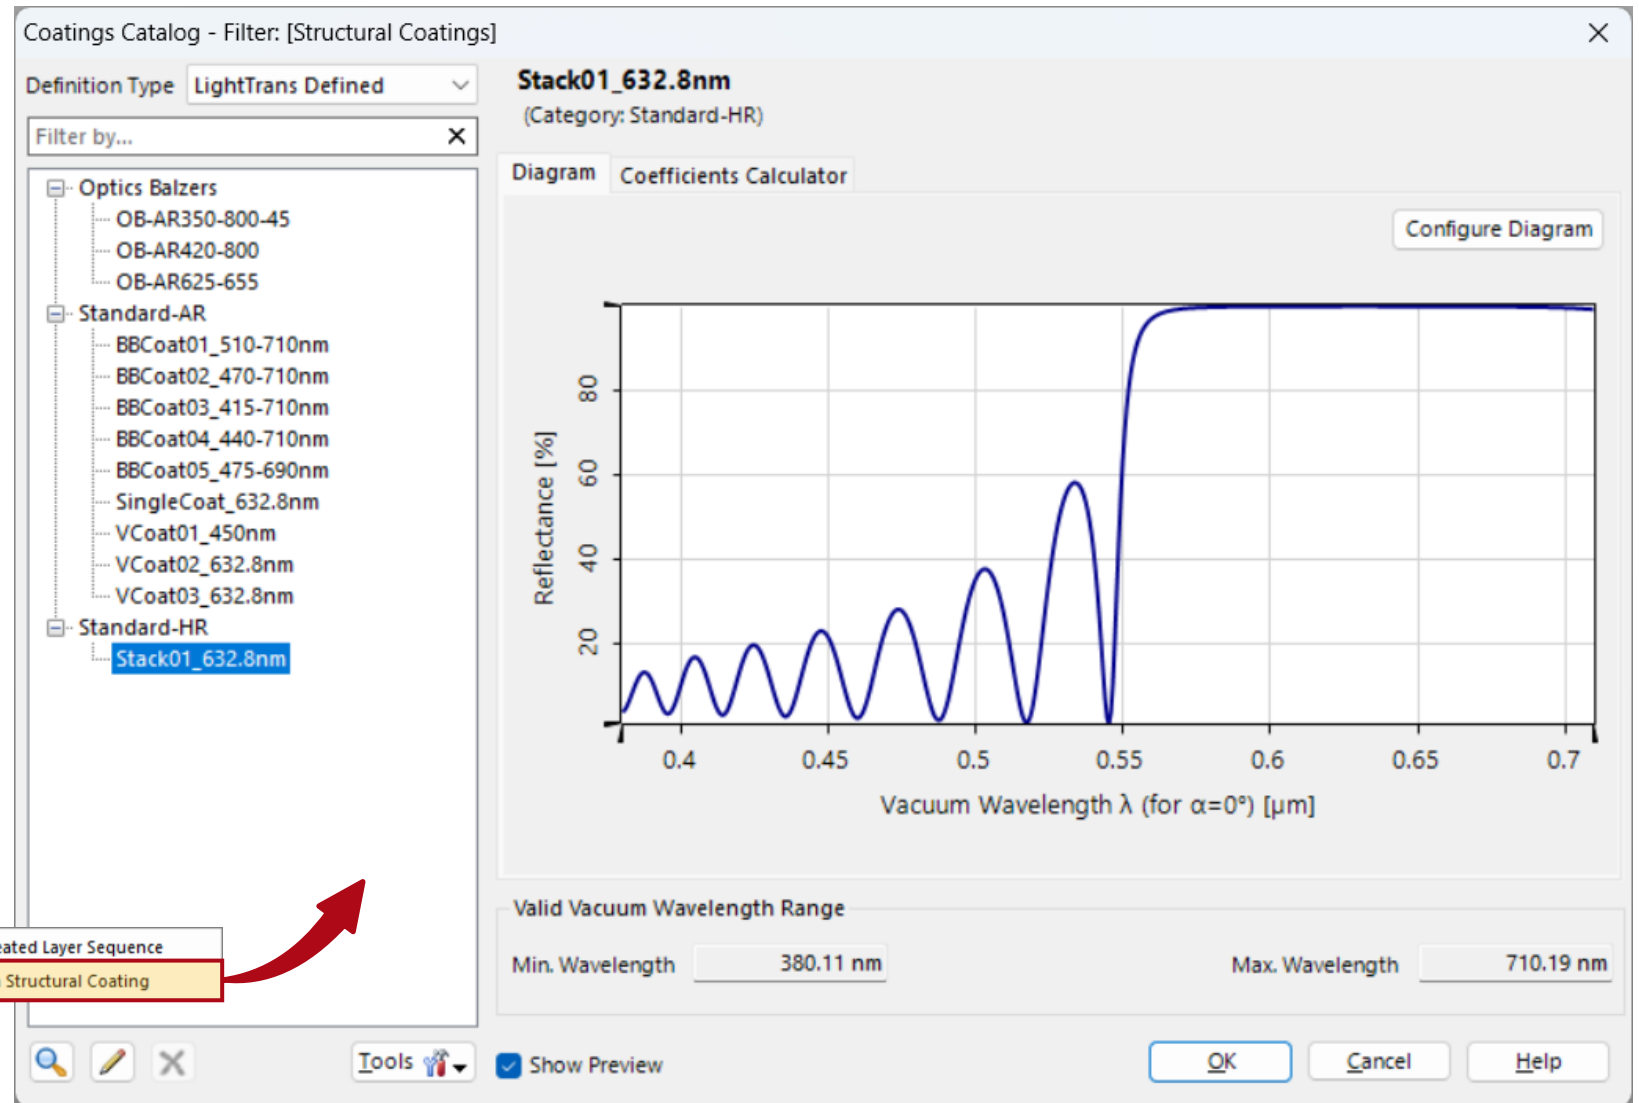 Coatings Catalog - Filter: [Structural Coatings]
Definition Type LightTrans Defined
Filter by...
Optics Balzers
OB-AR350-800-45
OB-AR420-800
OB-AR625-655
Standard-AR
BBCoat01_510-710nm
BBCoat02_470-710nm
BBCoat03_415-710nm
BBCoat04_440-710nm
BBCoat05_475-690nm
SingleCoat_632.8nm
VCoat01_450nm
VCoat02_632.8nm
VCoat03_632.8nm
Standard-HR
Stack01_632.8nm
Layer Sequence
Structural Coating
Tools
Stack01_632.8nm
(Category: Standard-HR)
Diagram Coefficients Calculator
Configure Diagram
Reflectance [%]
80
60
40
20
0.4 0.45 0.5 0.55 0.6 0.65 0.7
Vacuum Wavelength λ (for α=0°) [µm]
Valid Vacuum Wavelength Range
Min. Wavelength 380.11 nm Max. Wavelength 710.19 nm
Show Preview OK Cancel Help